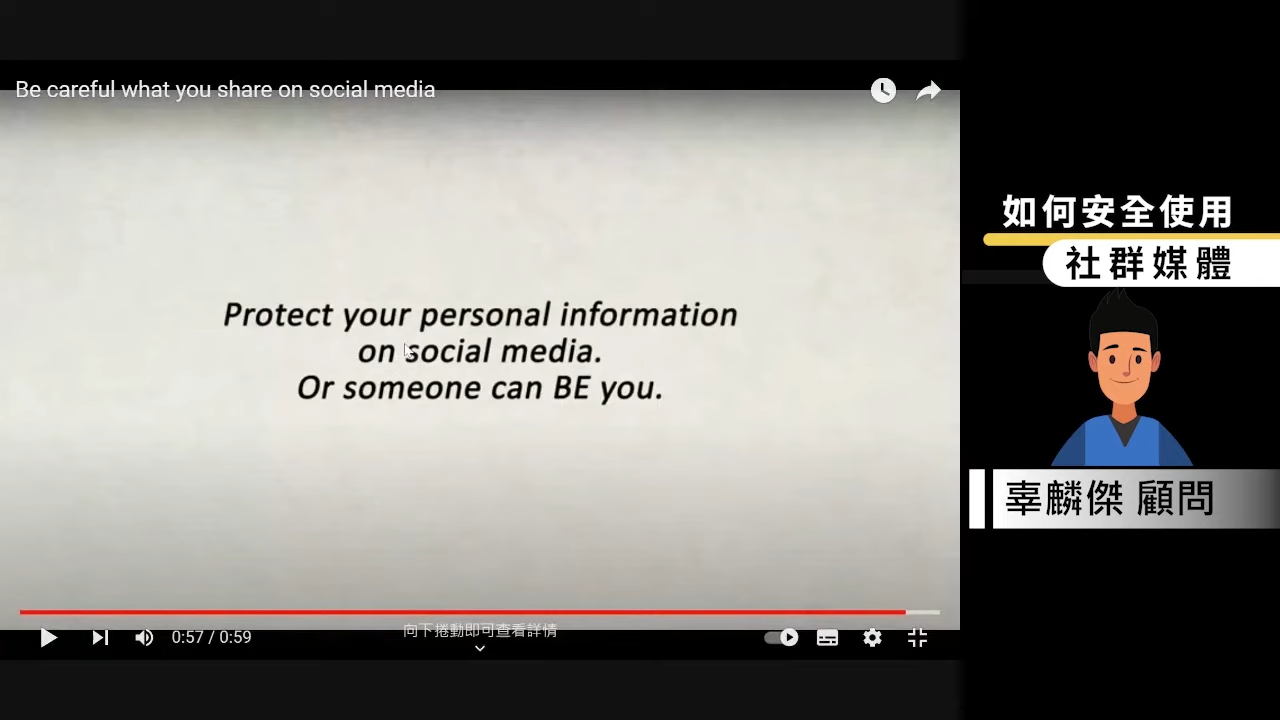 Be careful what you share on social media
Protect your personal information
on social media.
Or someone can BE you.
0:57 / 0:59
向下捲動即可查看詳情
如何安全使用
社群媒體
辜麟傑 顧問